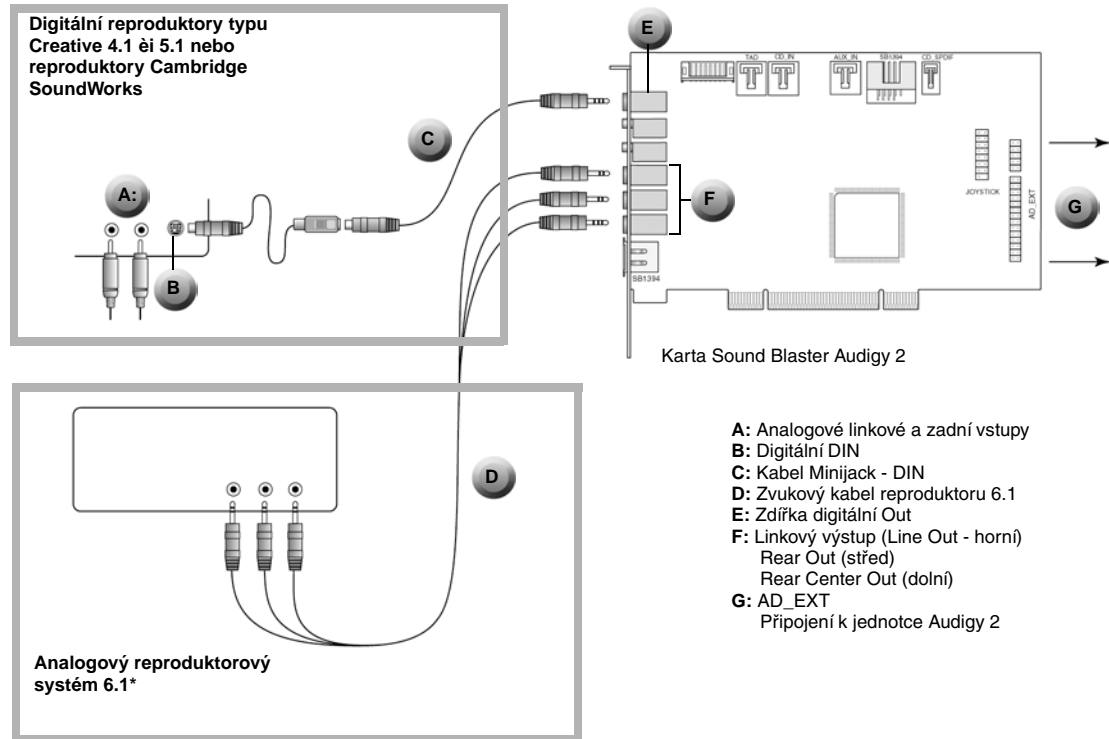 Digitální reproduktory typu
Creative 4.1 èi 5.1 nebo
reproduktory Cambridge
SoundWorks
E
TAD
CD_IN
AUX_IN
SB1394
CD_SPDIF
C
A:
F
JOYSTICK
AD_EXT
G
B
SB1394
Karta Sound Blaster Audigy 2
D
A: Analogové linkové a zadní vstupy
B: Digitální DIN
C: Kabel Minijack - DIN
D: Zvukový kabel reproduktoru 6.1
E: Zdířka digitální Out
F: Linkový výstup (Line Out - horní)
Rear Out (střed)
Rear Center Out (dolní)
G: AD_EXT
Připojení k jednotce Audigy 2
Analogový reproduktorový
systém 6.1*